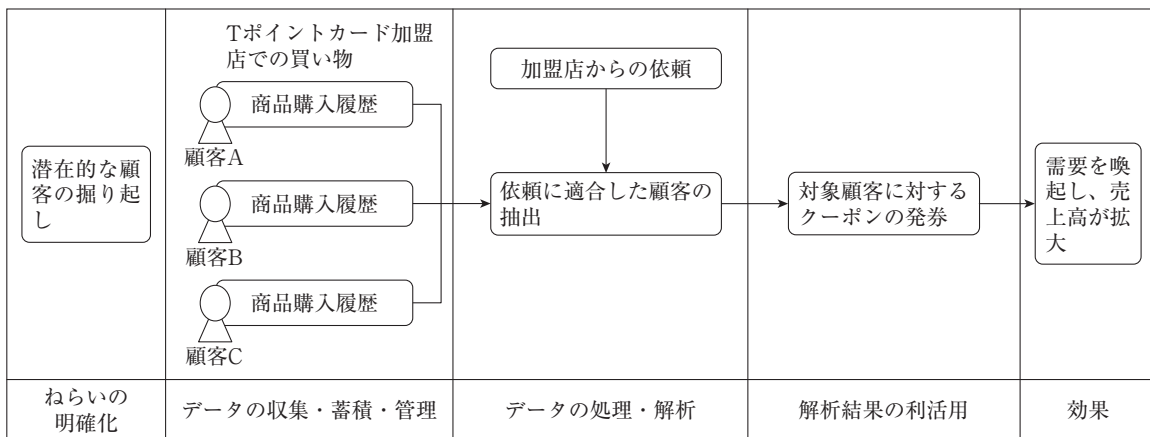 潜在的な顧
客の掘り起こ
し
Tポイントカード加盟
店での買い物
商品購入履歴
顧客A
商品購入履歴
顧客B
商品購入履歴
顧客C
加盟店からの依頼
依頼に適合した顧客の
抽出
対象顧客に対する
クーポンの発券
需要を喚
起し、売
上高が拡
大
ねらいの
明確化
データの収集・蓄積・管理
データの処理・解析
解析結果の利活用
効果